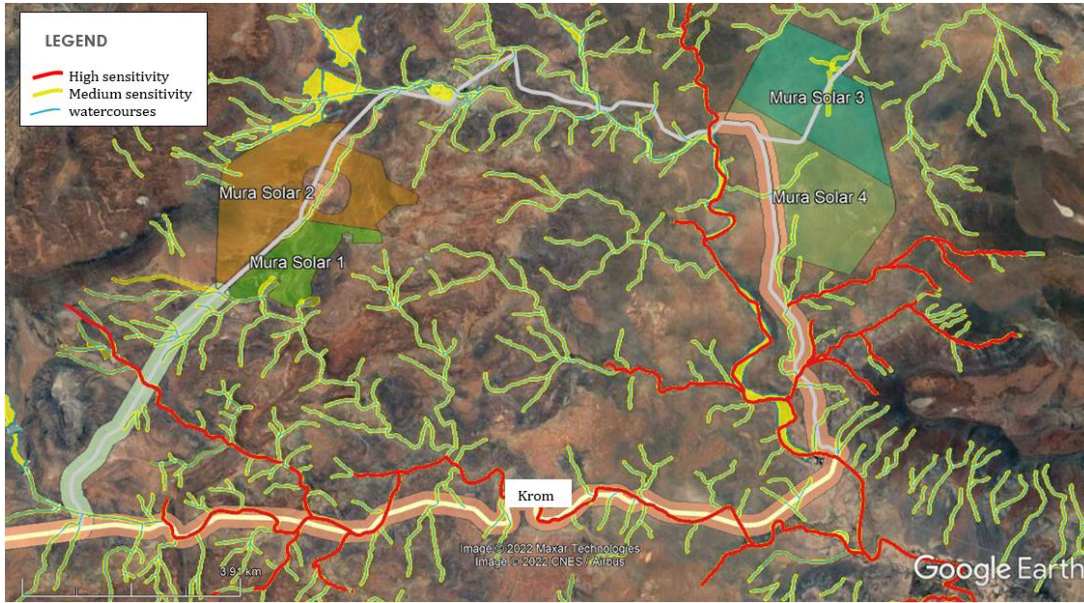 LEGEND
High sensitivity
Medium sensitivity
watercourses
Mura Solar 3
Mura Solar 2
Mura Solar 4
Mura Solar 1
Krom
Image © 2022 Maxar Technologies
Image © 2022 CNES / Airbus
3.91 km
Google Earth